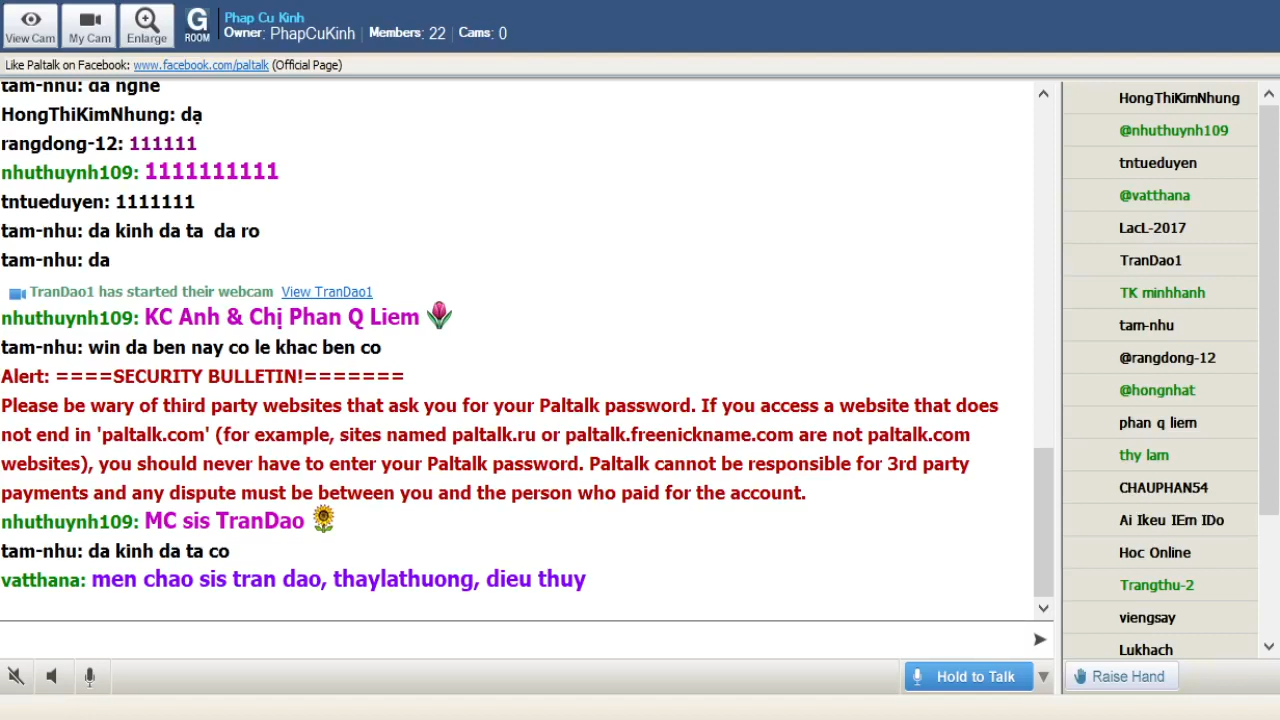 View Cam
My Cam
Enlarge
G
ROOM
Phap Cu Kinh
Owner: PhapCuKinh | Members: 22 | Cams: 0
Like Paltalk on Facebook: www.facebook.com/paltalk (Official Page)
tam-nhu: da nghe
HongThiKimNhung: dạ
rangdong-12: 111111
nhuthuynh109: 1111111111
tntueduyen: 1111111
tam-nhu: da kinh da ta da ro
tam-nhu: da
TranDao1 has started their webcam View TranDao1
nhuthuynh109: KC Anh & Chị Phan Q Liem
tam-nhu: win da ben nay co le khac ben co
Alert: ====SECURITY BULLETIN!=======
Please be wary of third party websites that ask you for your Paltalk password. If you access a website that does
not end in 'paltalk.com' (for example, sites named paltalk.ru or paltalk.freenickname.com are not paltalk.com
websites), you should never have to enter your Paltalk password. Paltalk cannot be responsible for 3rd party
payments and any dispute must be between you and the person who paid for the account.
nhuthuynh109: MC sis TranDao
tam-nhu: da kinh da ta co
vatthana: men chao sis tran dao, thaylathuong, dieu thuy
HongThiKimNhung
@nhuthuynh109
tntueduyen
@vatthana
LacL-2017
TranDao1
TK minhhanh
tam-nhu
@rangdong-12
@hongnhat
phan q liem
thy lam
CHAUPHAN54
Ai Ikeu IEm IDo
Hoc Online
Trangthu-2
viengsay
Lukhach
Hold to Talk
Raise Hand